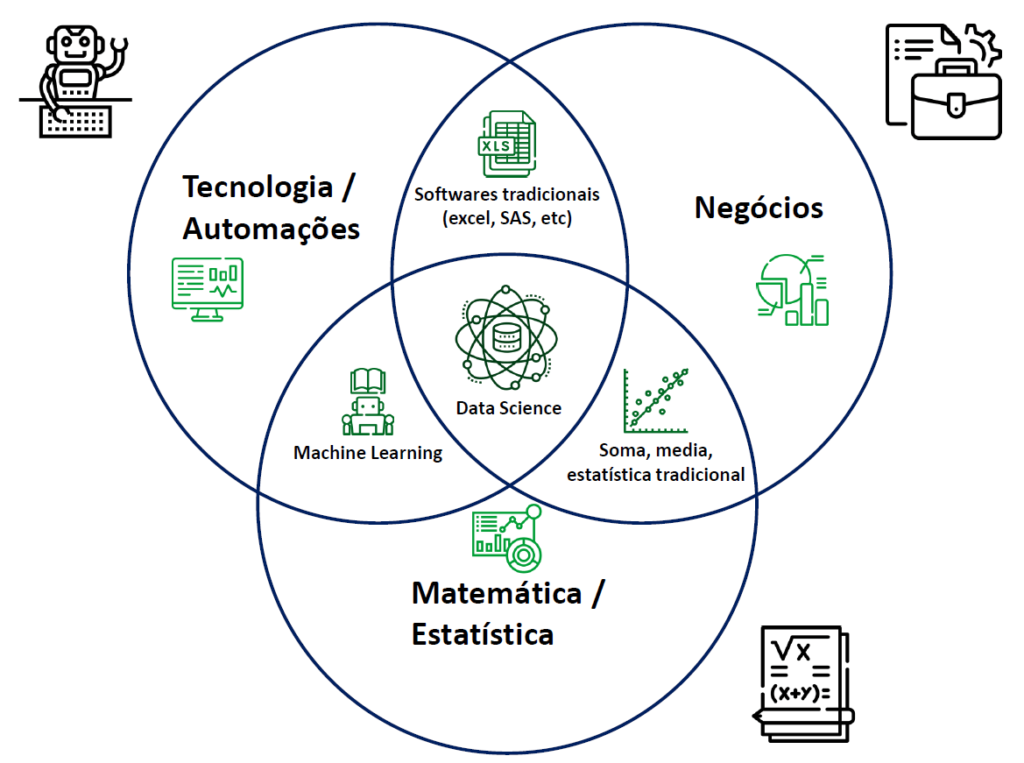 XLS
Softwares tradicionais
(excel, SAS, etc)
Tecnologia /
Automações
Negócios
Data Science
Machine Learning
Soma, media,
estatística tradicional
Matemática /
Estatística
√x
=  =
(x+y)=